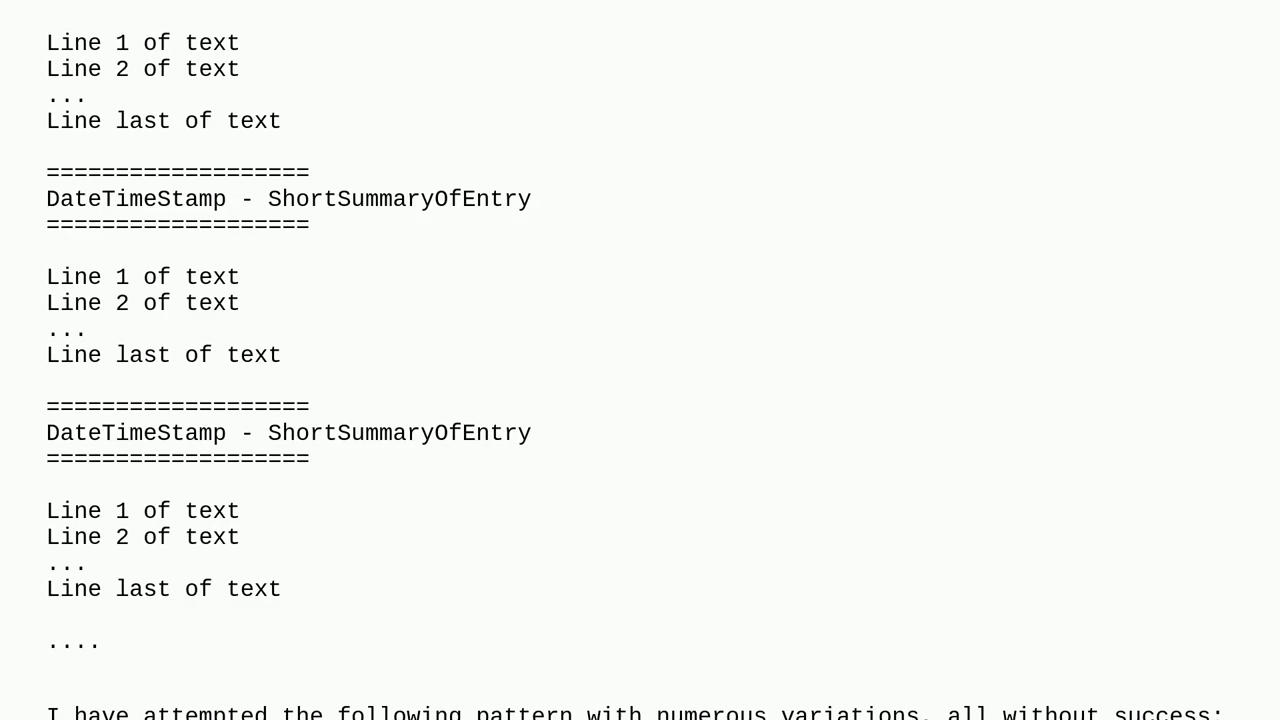 Line 1 of text
Line 2 of text
...
Line last of text
===================
DateTimeStamp - ShortSummaryOfEntry
===================
Line 1 of text
Line 2 of text
...
Line last of text
===================
DateTimeStamp - ShortSummaryOfEntry
===================
Line 1 of text
Line 2 of text
...
Line last of text
....
I have attempted the following pattern with numerous variations, all without success: